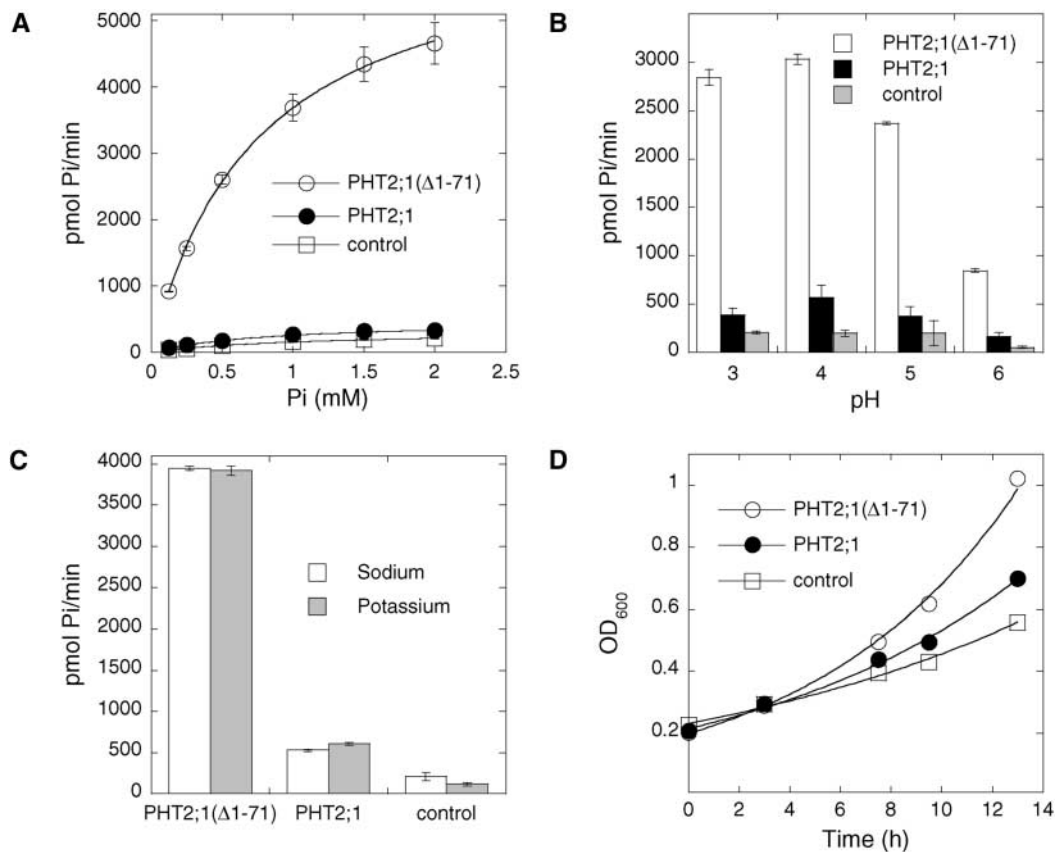 A
5000
4000
3000
2000
1000
0
pmol Pi/min
PHT2;1(Δ1-71)
PHT2;1
control
0 0.5 1 1.5 2 2.5
Pi (mM)
B
3000
2500
2000
1500
1000
500
0
pmol Pi/min
PHT2;1(Δ1-71)
PHT2;1
control
3 4 5 6
pH
C
4000
3500
3000
2500
2000
1500
1000
500
0
pmol Pi/min
Sodium
Potassium
PHT2;1(Δ1-71) PHT2;1 control
D
1
0.8
0.6
0.4
0.2
OD600
PHT2;1(Δ1-71)
PHT2;1
control
0 2 4 6 8 10 12 14
Time (h)